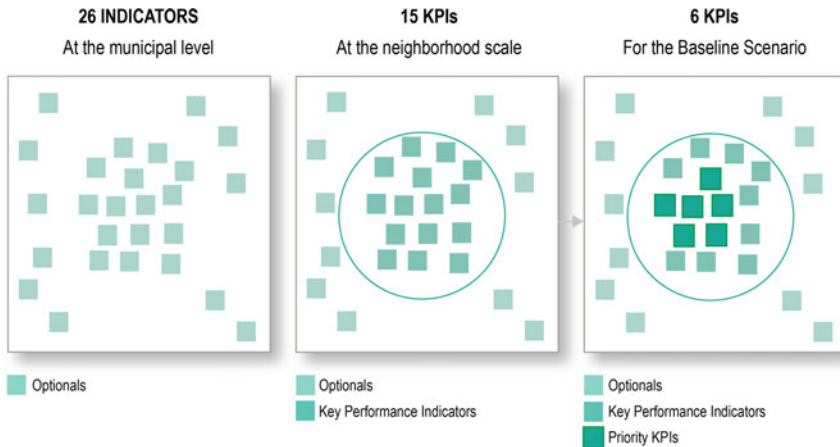 26 INDICATORS
At the municipal level
15 KPIs
At the neighborhood scale
6 KPIs
For the Baseline Scenario
Optionals
Optionals
Key Performance Indicators
Optionals
Key Performance Indicators
Priority KPIs